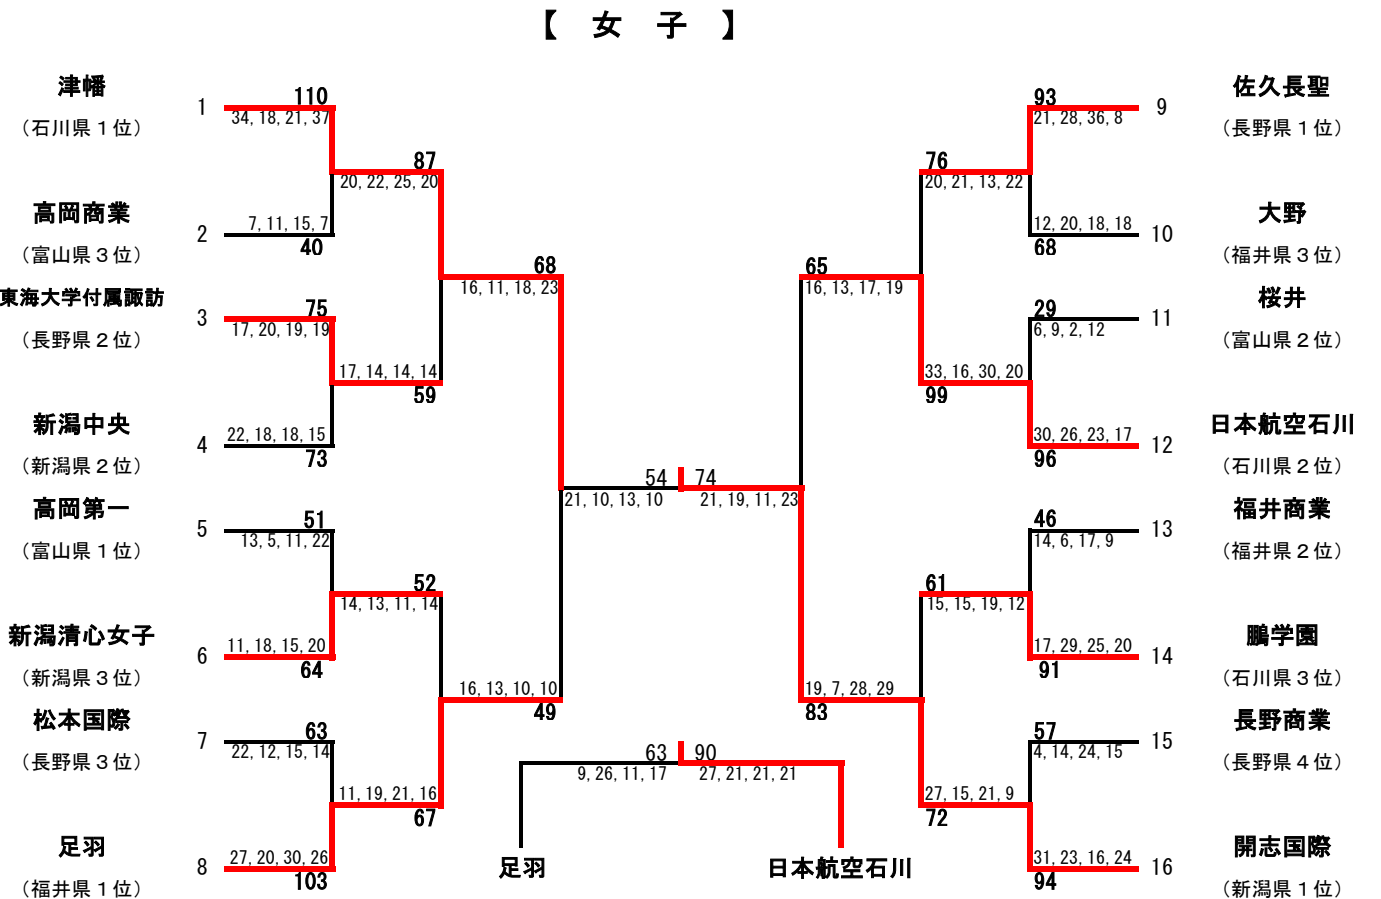 【 女 子 】
津幡
(石川県1位)
1
110
34, 18, 21, 37
87
20, 22, 25, 20
高岡商業
(富山県3位)
2
7, 11, 15, 7
40
68
16, 11, 18, 23
東海大学付属諏訪
(長野県2位)
3
75
17, 20, 19, 19
17, 14, 14, 14
59
新潟中央
(新潟県2位)
4
22, 18, 18, 15
73
54
21, 10, 13, 10
高岡第一
(富山県1位)
5
51
13, 5, 11, 22
52
14, 13, 11, 14
新潟清心女子
(新潟県3位)
6
11, 18, 15, 20
64
16, 13, 10, 10
49
松本国際
(長野県3位)
7
63
22, 12, 15, 14
11, 19, 21, 16
67
足羽
(福井県1位)
8
27, 20, 30, 26
103
93
21, 28, 36, 8
9
佐久長聖
(長野県1位)
76
20, 21, 13, 22
12, 20, 18, 18
68
10
大野
(福井県3位)
65
16, 13, 17, 19
29
6, 9, 2, 12
11
桜井
(富山県2位)
33, 16, 30, 20
99
30, 26, 23, 17
96
12
日本航空石川
(石川県2位)
74
21, 19, 11, 23
46
14, 6, 17, 9
13
福井商業
(福井県2位)
61
15, 15, 19, 12
17, 29, 25, 20
91
14
鵬学園
(石川県3位)
19, 7, 28, 29
83
57
4, 14, 24, 15
15
長野商業
(長野県4位)
27, 15, 21, 9
72
31, 23, 16, 24
94
16
開志国際
(新潟県1位)
63
90
9, 26, 11, 17
27, 21, 21, 21
足羽
日本航空石川